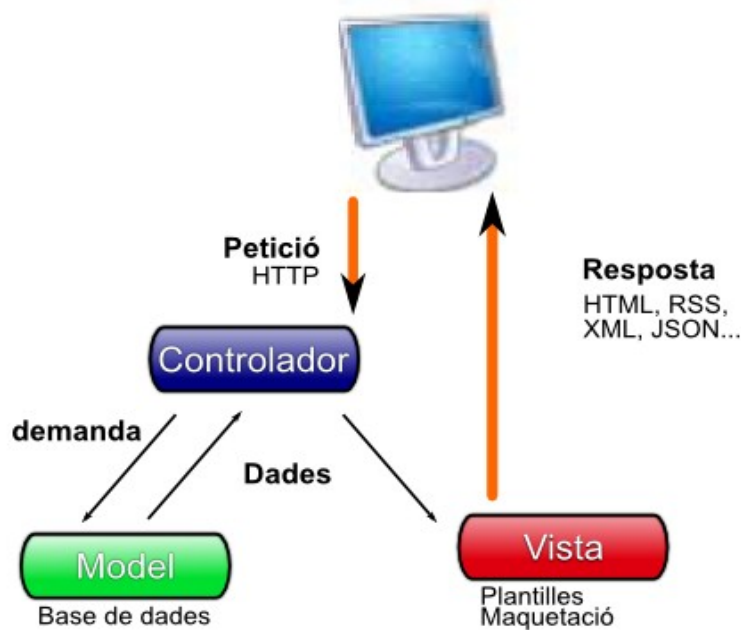 Petició
HTTP
Resposta
HTML, RSS,
XML, JSON...
Controlador
demanda
Dades
Model
Base de dades
Vista
Plantilles
Maquetació